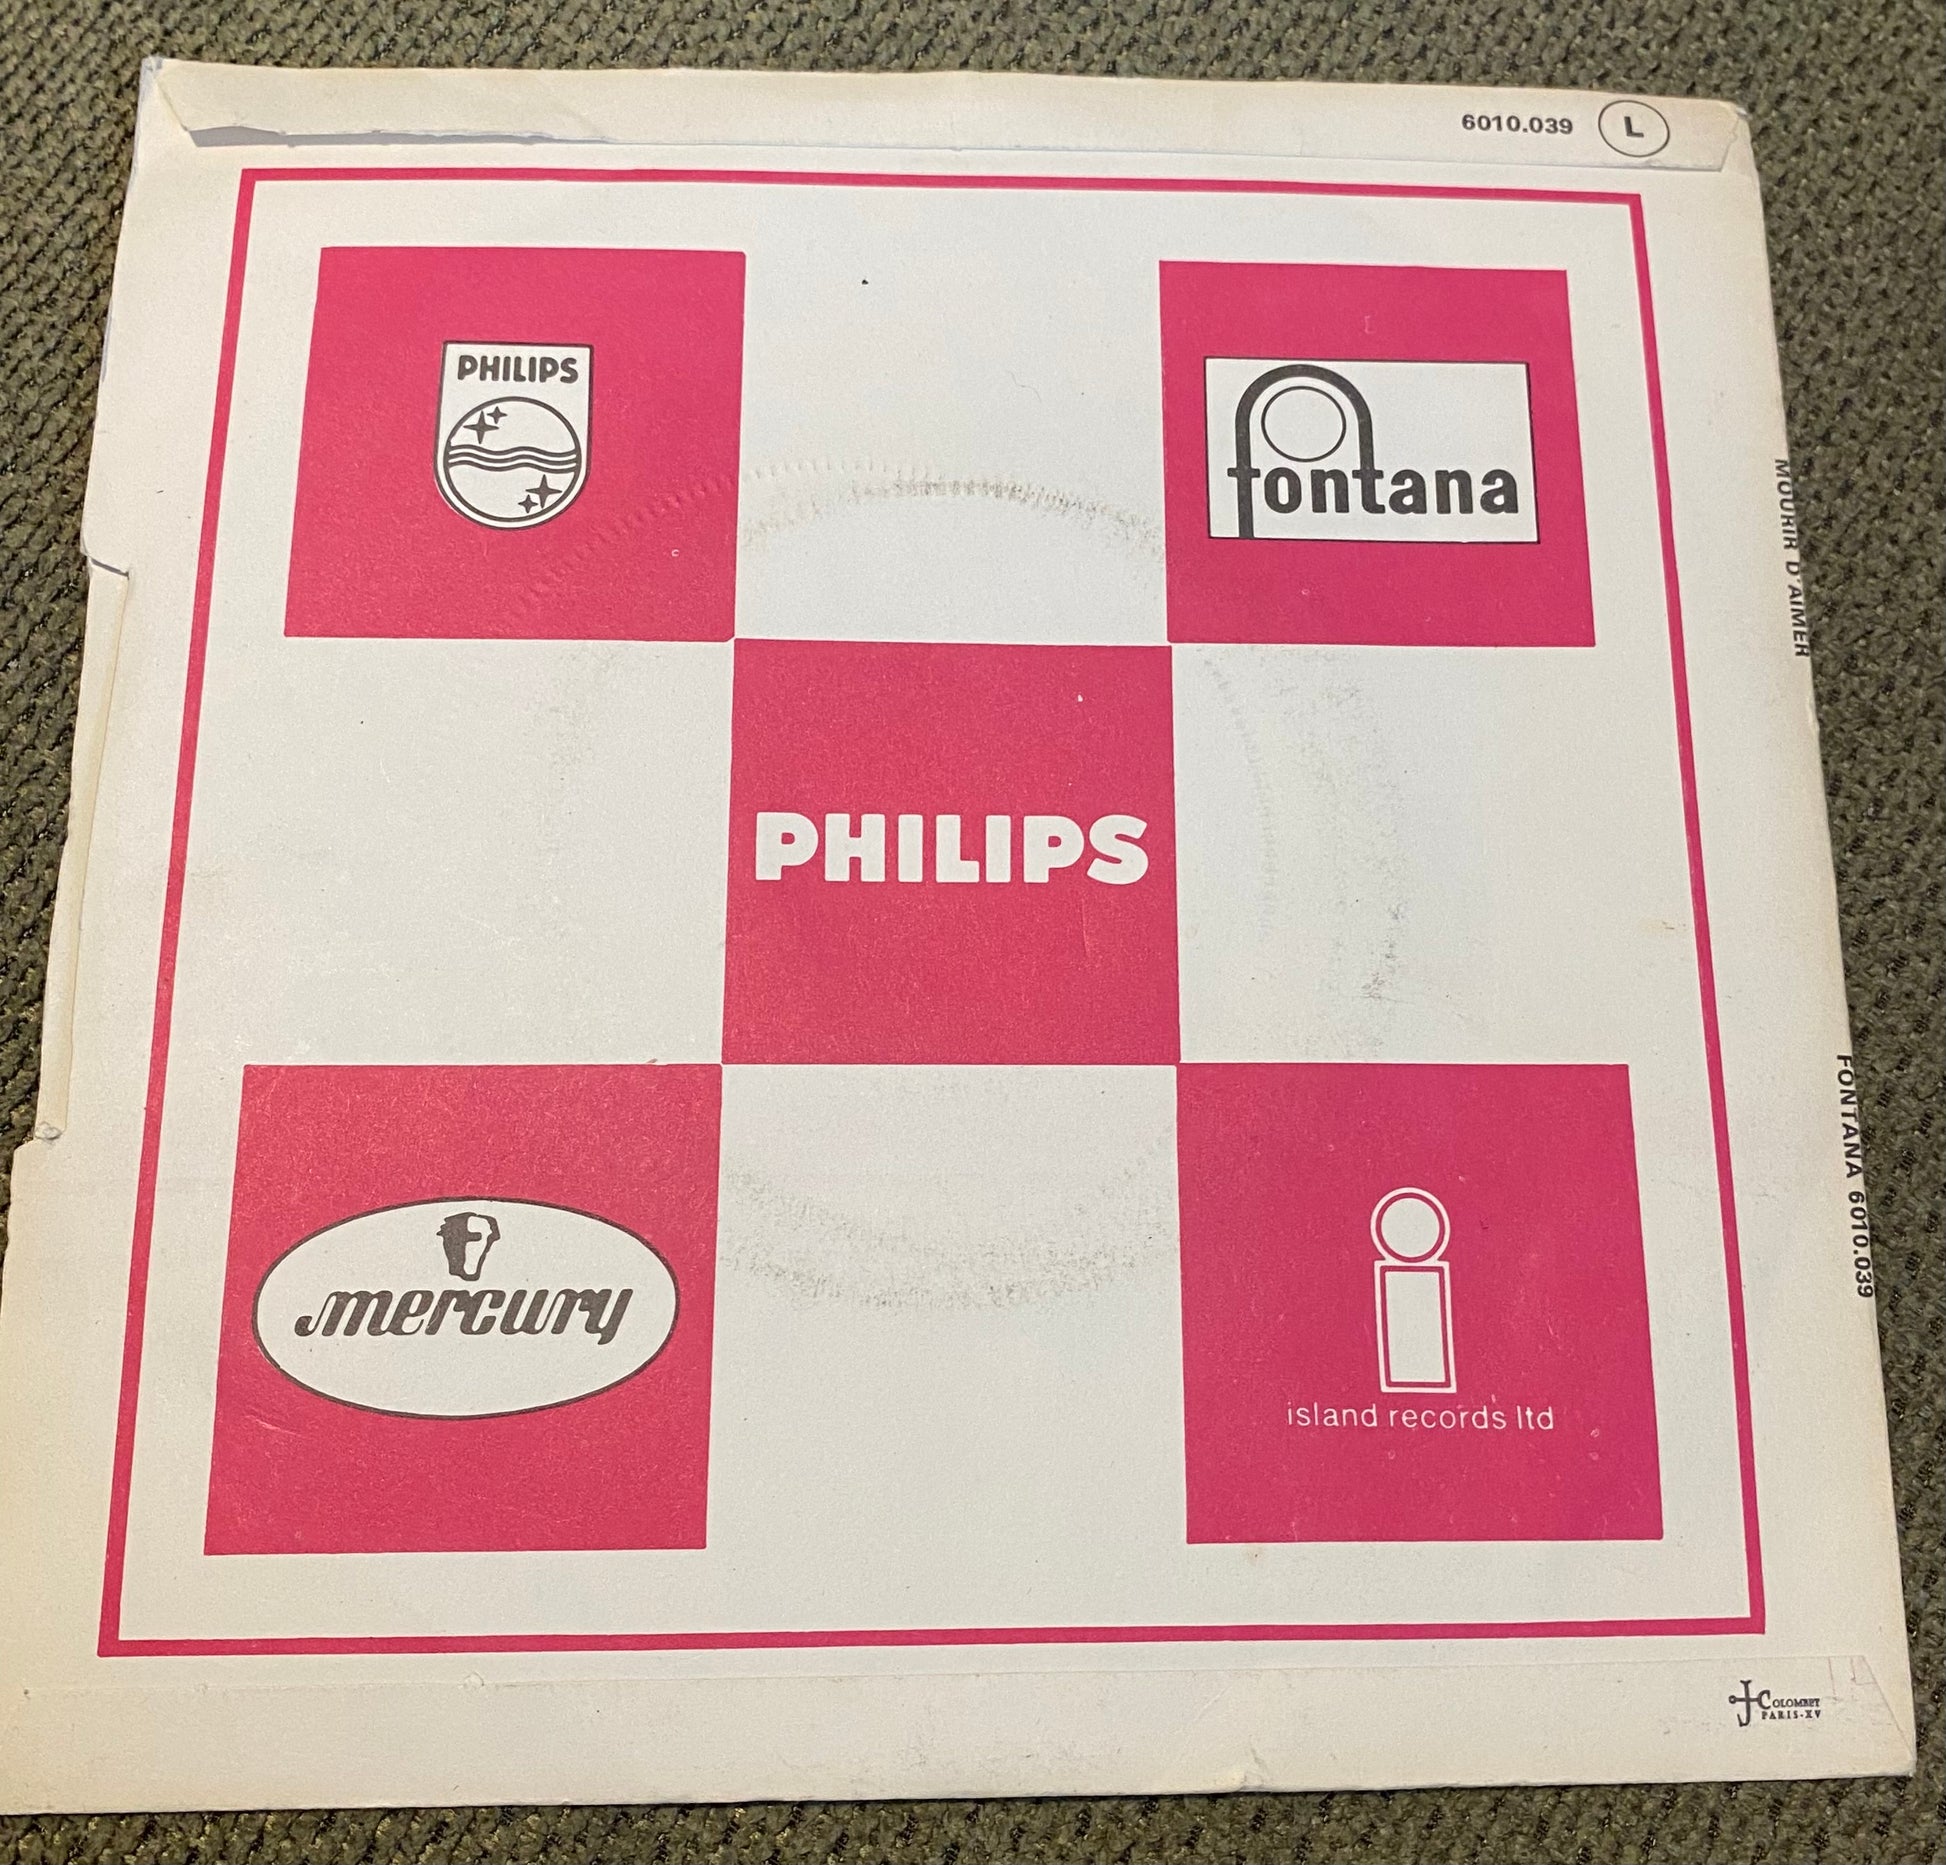 6010.039 L
PHILIPS
fontana
MOURIR D'AIMER
PHILIPS
FONTANA 6010.039
mercury
island records ltd
J COLOMBET
PARIS-XV